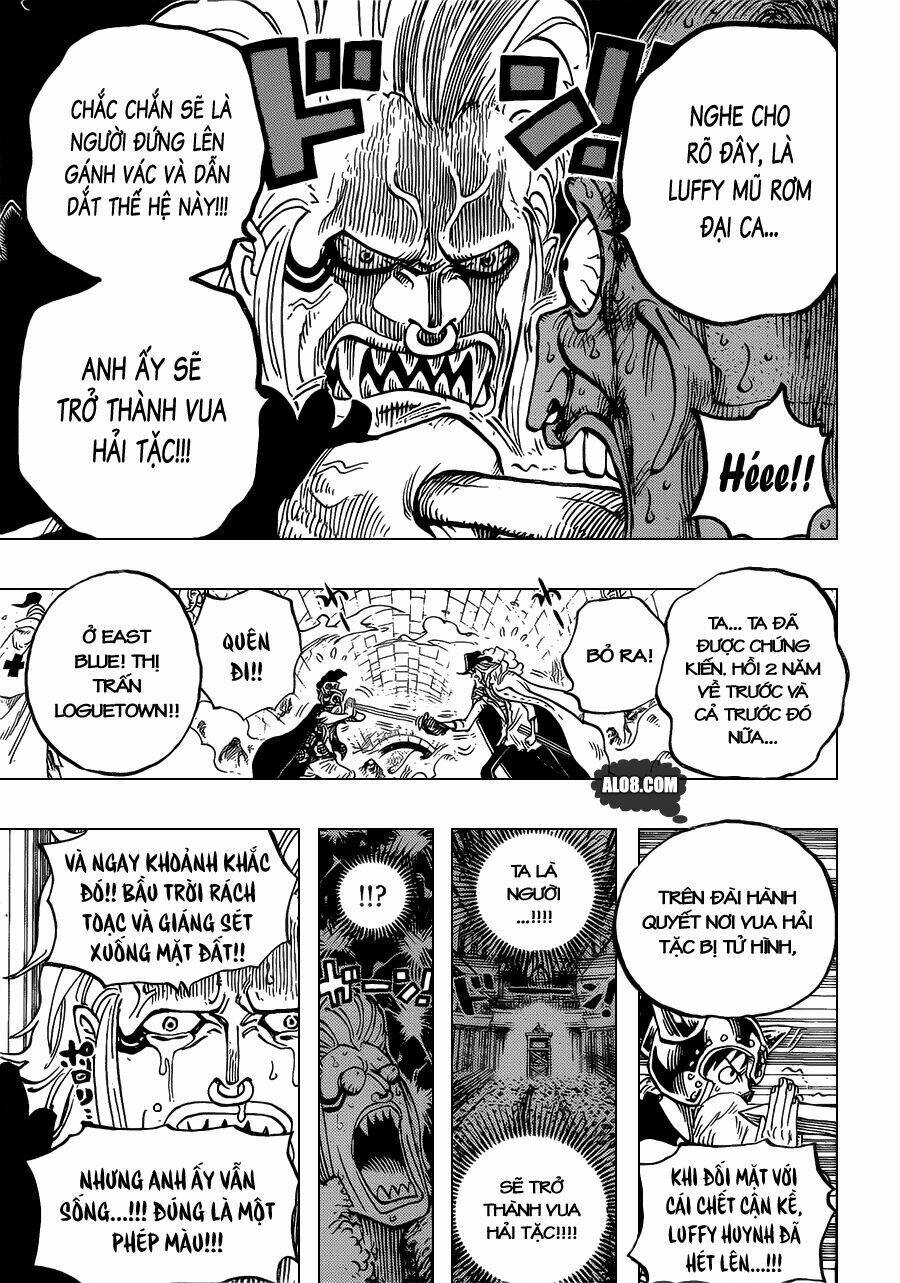 NGHE CHO
RÕ ĐÂY, LÀ
LUFFY MŨ RƠM
ĐẠI CA...
CHẮC CHẮN SẼ LÀ
NGƯỜI ĐỨNG LÊN
GÁNH VÁC VÀ DẪN
DẮT THẾ HỆ NÀY!!!
ドン!!
ANH ẤY SẼ
TRỞ THÀNH VUA
HẢI TẶC!!!
Héee!!
TA... TA ĐÃ
ĐƯỢC CHỨNG
KIẾN. HỒI 2 NĂM
VỀ TRƯỚC VÀ
CẢ TRƯỚC ĐÓ
NỮA...
BỎ RA!
QUÊN
ĐI!!
Ở EAST
BLUE! THỊ
TRẤN
LOGUETOWN!!
ALO8.COM
TRÊN ĐÀI HÀNH
QUYẾT NƠI VUA HẢI
TẶC BỊ TỬ HÌNH,
KHI ĐỐI MẶT VỚI
CÁI CHẾT CẬN KỀ,
LUFFY HUYNH ĐÃ
HÉT LÊN...!!!
TA LÀ
NGƯỜI
...!!!!
SẼ TRỞ
THÀNH VUA
HẢI TẶC!!!!
!!?
VÀ NGAY KHOẢNH KHẮC
ĐÓ!! BẦU TRỜI RÁCH
TOẠC VÀ GIÁNG SÉT
XUỐNG MẶT ĐẤT!!
NHƯNG ANH ẤY VẪN
SỐNG...!!! ĐÚNG LÀ MỘT
PHÉP MÀU!!!